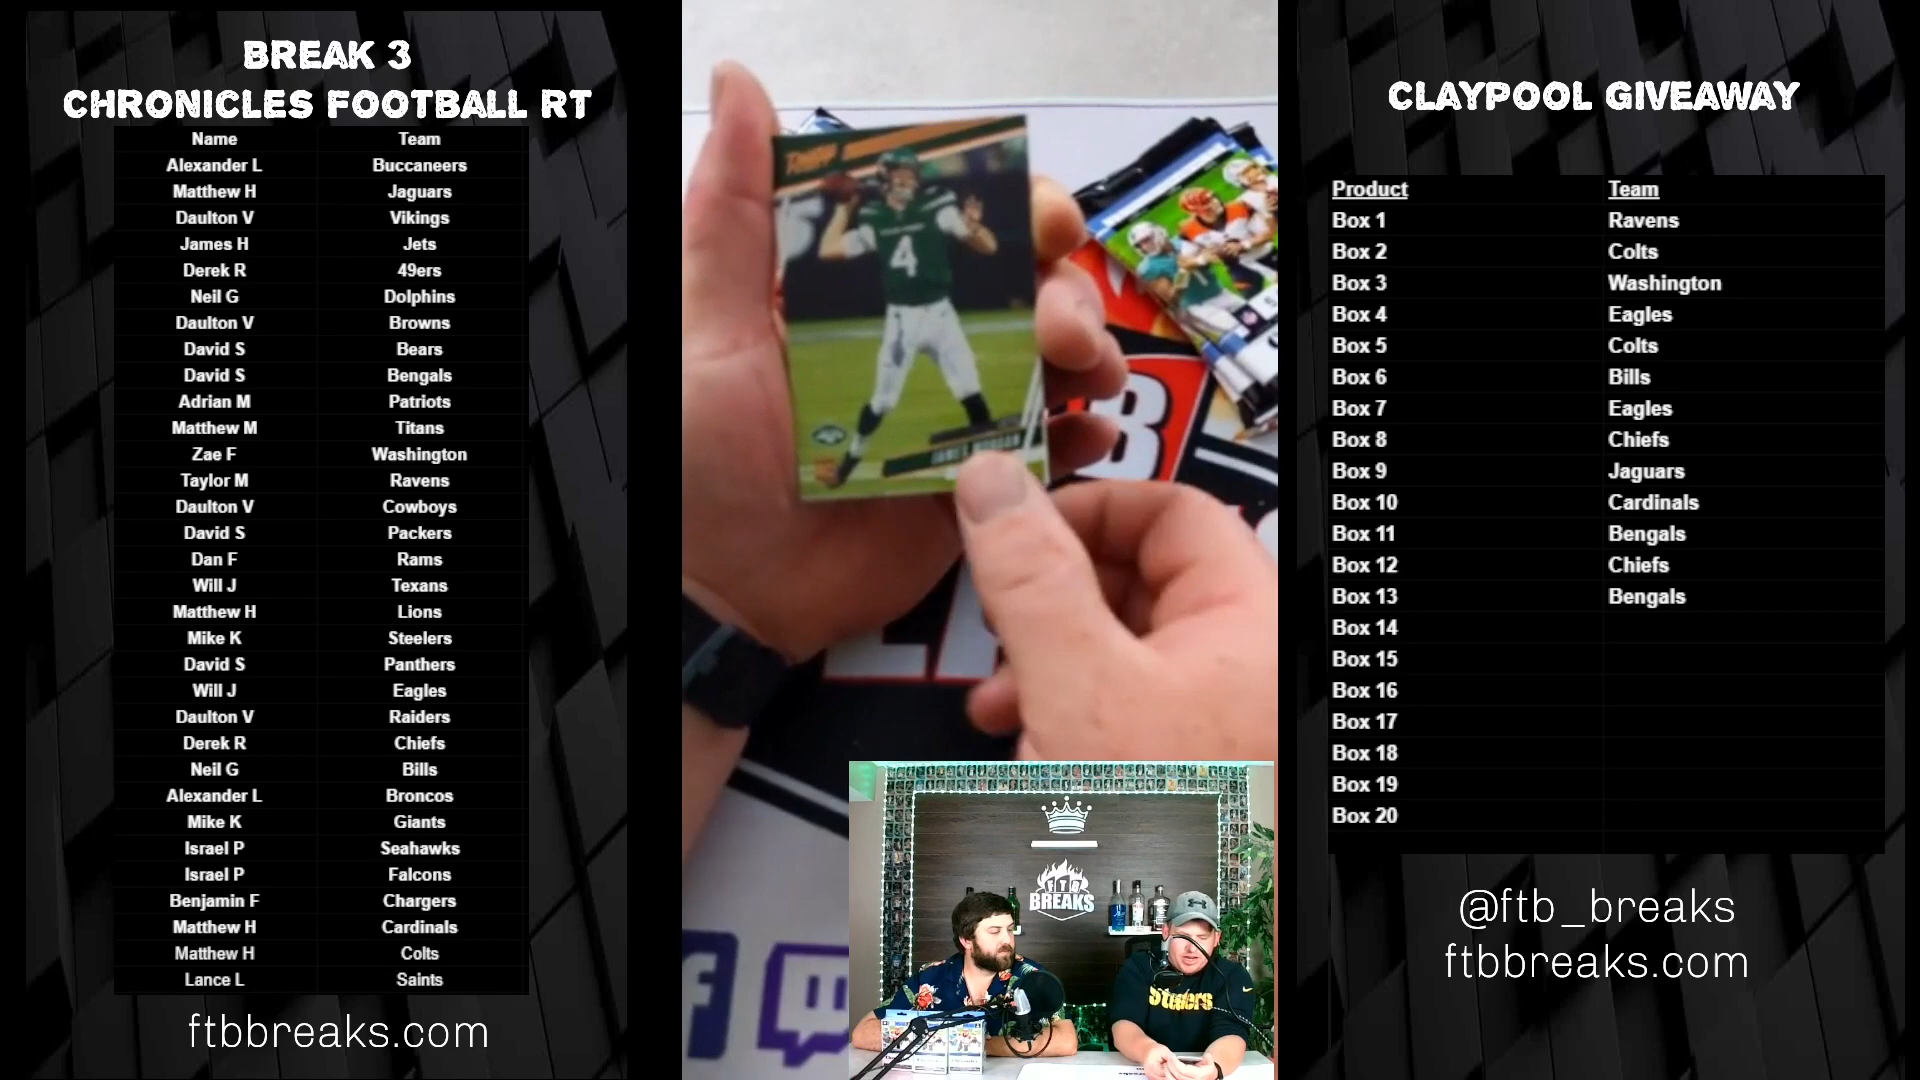 BREAK 3
CHRONICLES FOOTBALL RT
Name Team
Alexander L Buccaneers
Matthew H Jaguars
Daulton V Vikings
James H Jets
Derek R 49ers
Neil G Dolphins
Daulton V Browns
David S Bears
David S Bengals
Adrian M Patriots
Matthew M Titans
Zae F Washington
Taylor M Ravens
Daulton V Cowboys
David S Packers
Dan F Rams
Will J Texans
Matthew H Lions
Mike K Steelers
David S Panthers
Will J Eagles
Daulton V Raiders
Derek R Chiefs
Neil G Bills
Alexander L Broncos
Mike K Giants
Israel P Seahawks
Israel P Falcons
Benjamin F Chargers
Matthew H Cardinals
Matthew H Colts
Lance L Saints
ftbbreaks.com
4
FTB
BREAKS
Steelers
CLAYPOOL GIVEAWAY
Product Team
Box 1 Ravens
Box 2 Colts
Box 3 Washington
Box 4 Eagles
Box 5 Colts
Box 6 Bills
Box 7 Eagles
Box 8 Chiefs
Box 9 Jaguars
Box 10 Cardinals
Box 11 Bengals
Box 12 Chiefs
Box 13 Bengals
Box 14
Box 15
Box 16
Box 17
Box 18
Box 19
Box 20
@ftb_breaks
ftbbreaks.com